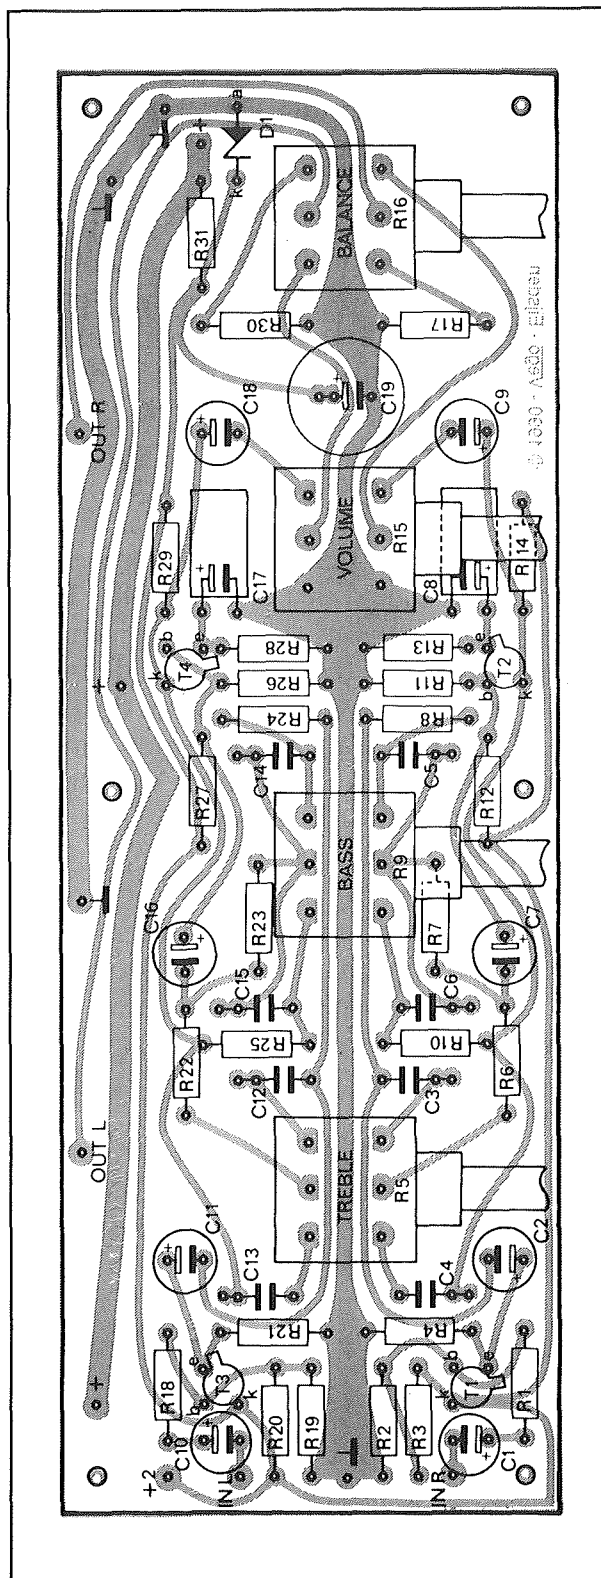 a
D1
+
k
R31
BALANCE
R16
R30
R17
C18
+
C19
C9
+
OUT R
VOLUME
R15
R29
+
C17
C8
+
R14
b
e
T4
k
R28
R13
e
R26
R11
b
T2
k
+
R24
R8
C14
C5
R27
BASS
R9
R12
C16
+
R23
R7
C7
+
C15
C6
R25
R10
R22
C12
C3
R6
OUT L
TREBLE
R5
C11
+
C2
+
C13
C4
R21
R4
R18
e
T3
b
k
b
e
k
T1
R1
+
R20
R19
R2
R3
C10
+
C1
+
+2
IN L
IN R
© 1990